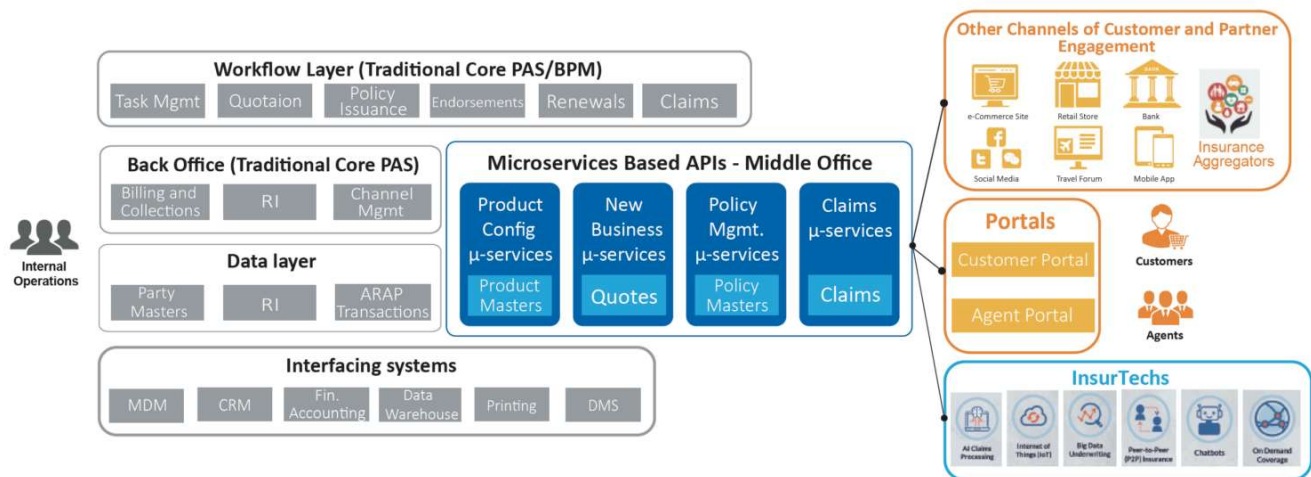 Workflow Layer (Traditional Core PAS/BPM)
Task Mgmt
Quotaion
Policy
Issuance
Endorsements
Renewals
Claims
Back Office (Traditional Core PAS)
Billing and
Collections
RI
Channel
Mgmt
Internal
Operations
Data layer
Party
Masters
RI
ARAP
Transactions
Interfacing systems
MDM
CRM
Fin.
Accounting
Data
Warehouse
Printing
DMS
Microservices Based APIs - Middle Office
Product
Config
μ-services
Product
Masters
New
Business
μ-services
Quotes
Policy
Mgmt.
μ-services
Policy
Masters
Claims
μ-services
Claims
Other Channels of Customer and Partner
Engagement
e-Commerce Site
Retail Store
BANK
Bank
Social Media
Travel Forum
Mobile App
Insurance
Aggregators
Portals
Customer Portal
Agent Portal
Customers
Agents
InsurTechs
AI Claims
Processing
Internet of
Things (IoT)
Big Data
Underwriting
Peer-to-Peer
(P2P) Insurance
Chatbots
On Demand
Coverage